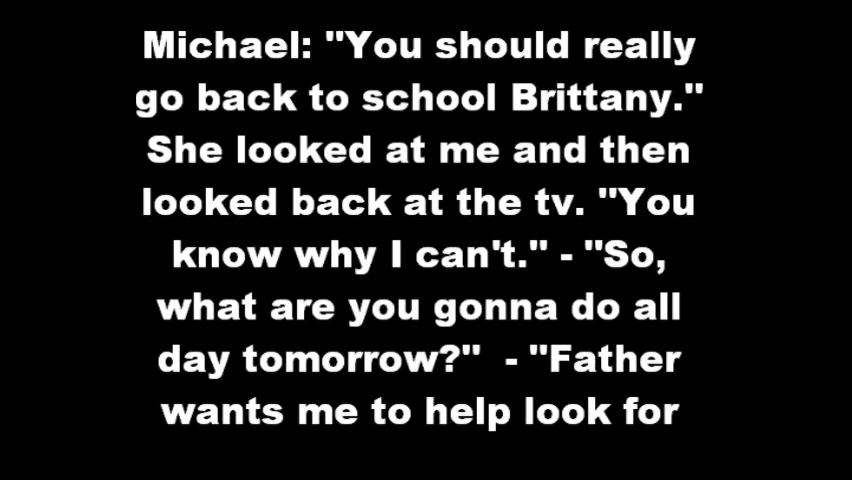 Michael: "You should really
go back to school Brittany."
She looked at me and then
looked back at the tv. "You
know why I can't." - "So,
what are you gonna do all
day tomorrow?"  - "Father
wants me to help look for